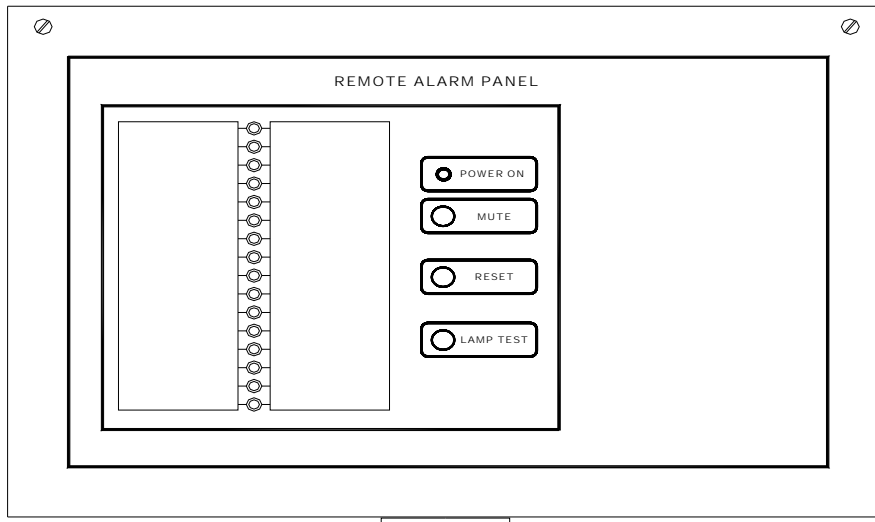 REMOTE ALARM PANEL
POWER ON
MUTE
RESET
LAMP TEST